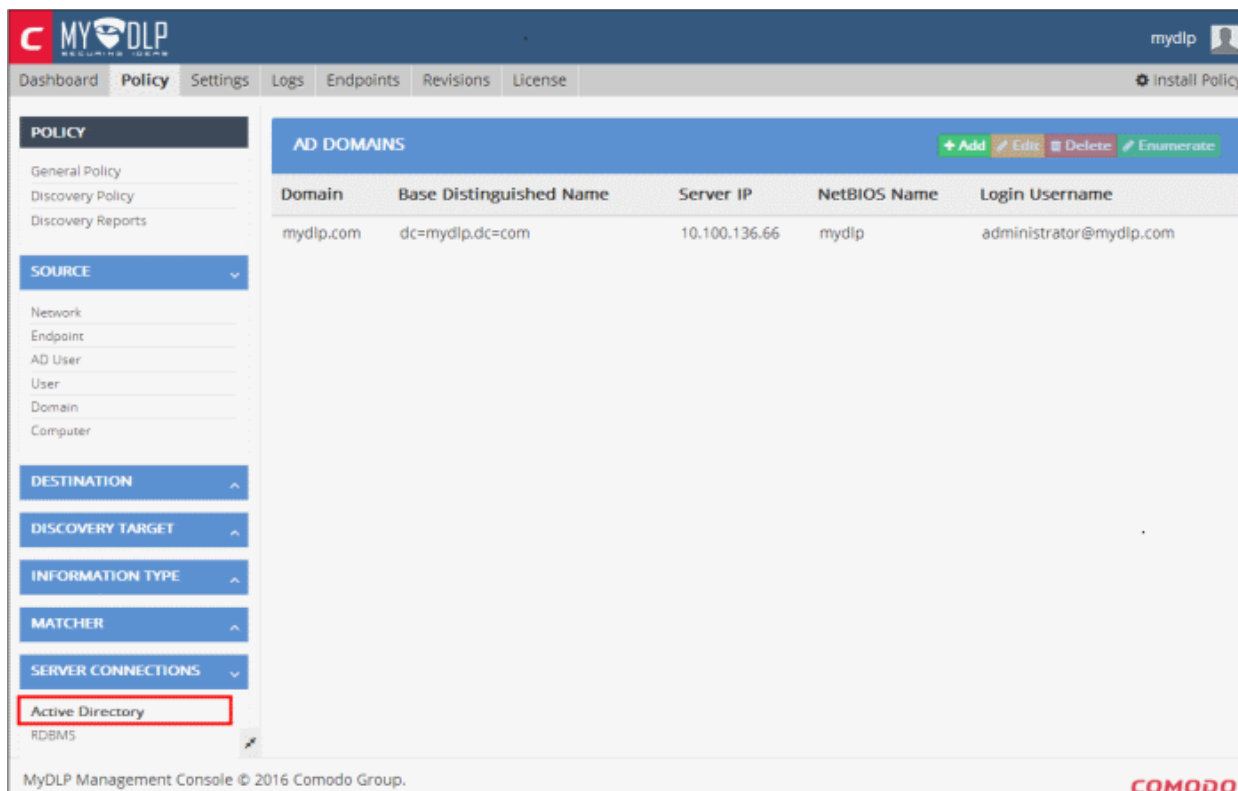 C MYDLP
SECURING IDEAS
mydlp
Dashboard Policy Settings Logs Endpoints Revisions License Install Policy
POLICY
General Policy
Discovery Policy
Discovery Reports
SOURCE
Network
Endpoint
AD User
User
Domain
Computer
DESTINATION
DISCOVERY TARGET
INFORMATION TYPE
MATCHER
SERVER CONNECTIONS
Active Directory
RDBMS
AD DOMAINS
+ Add Edit Delete Enumerate
Domain Base Distinguished Name Server IP NetBIOS Name Login Username
mydlp.com dc=mydlp.dc=com 10.100.136.66 mydlp administrator@mydlp.com
MyDLP Management Console © 2016 Comodo Group.
COMODO